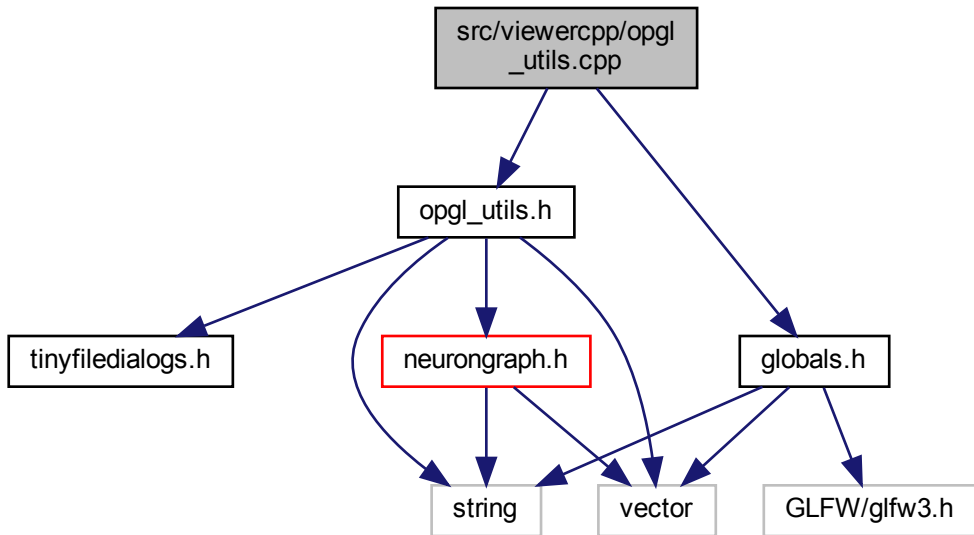 src/viewercpp/opgl
_utils.cpp
opgl_utils.h
tinyfiledialogs.h
neurongraph.h
globals.h
string
vector
GLFW/glfw3.h